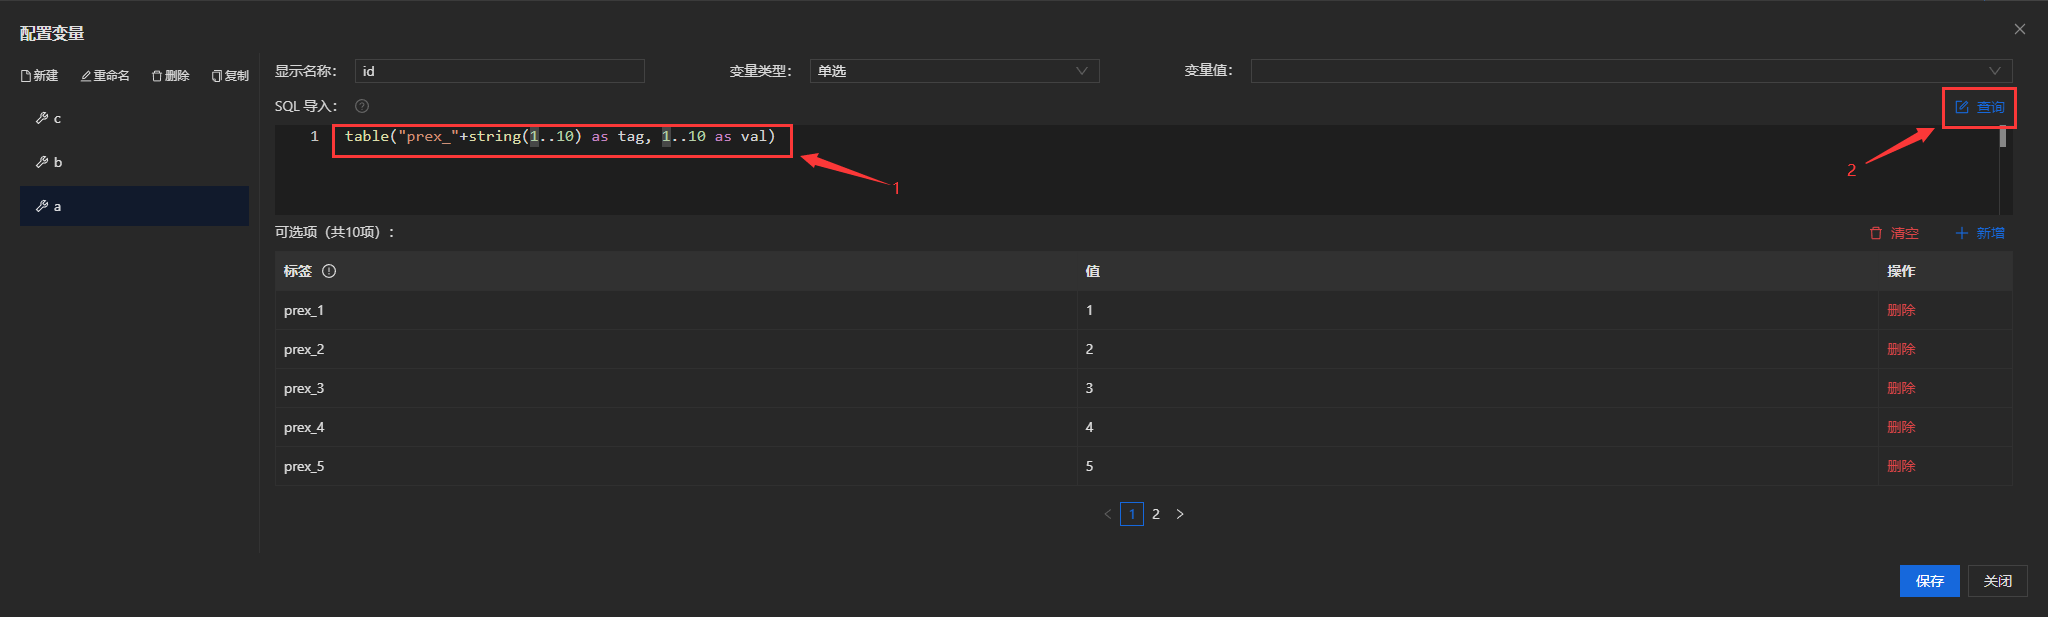 配置变量
新建 重命名 删除 复制
显示名称： id 变量类型： 单选 变量值：
SQL 导入：
查询
c
b
a
1 table("prex_"+string(1..10) as tag, 1..10 as val)
1
2
可选项（共10项）：
清空 新增
标签 值 操作
prex_1 1 删除
prex_2 2 删除
prex_3 3 删除
prex_4 4 删除
prex_5 5 删除
< 1 2 >
保存 关闭